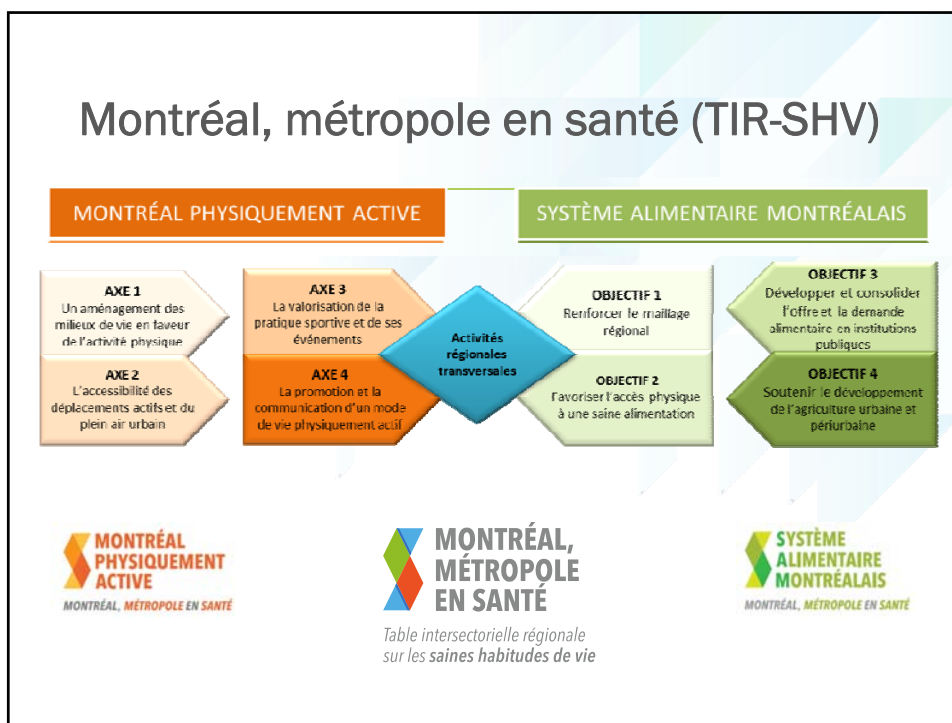 Montréal, métropole en santé (TIR-SHV)
MONTRÉAL PHYSIQUEMENT ACTIVE
SYSTÈME ALIMENTAIRE MONTRÉALAIS
AXE 1
Un aménagement des
milieux de vie en faveur
de l'activité physique
AXE 2
L'accessibilité des
déplacements actifs et du
plein air urbain
AXE 3
La valorisation de la
pratique sportive et de ses
événements
AXE 4
La promotion et la
communication d'un mode
de vie physiquement actif
Activités
régionales
transversales
OBJECTIF 1
Renforcer le maillage
régional
OBJECTIF 2
Favoriser l'accès physique
à une saine alimentation
OBJECTIF 3
Développer et consolider
l'offre et la demande
alimentaire en institutions
publiques
OBJECTIF 4
Soutenir le développement
de l'agriculture urbaine et
périurbaine
MONTRÉAL
PHYSIQUEMENT
ACTIVE
MONTRÉAL, MÉTROPOLE EN SANTÉ
MONTRÉAL,
MÉTROPOLE
EN SANTÉ
Table intersectorielle régionale
sur les saines habitudes de vie
SYSTÈME
ALIMENTAIRE
MONTRÉALAIS
MONTRÉAL, MÉTROPOLE EN SANTÉ